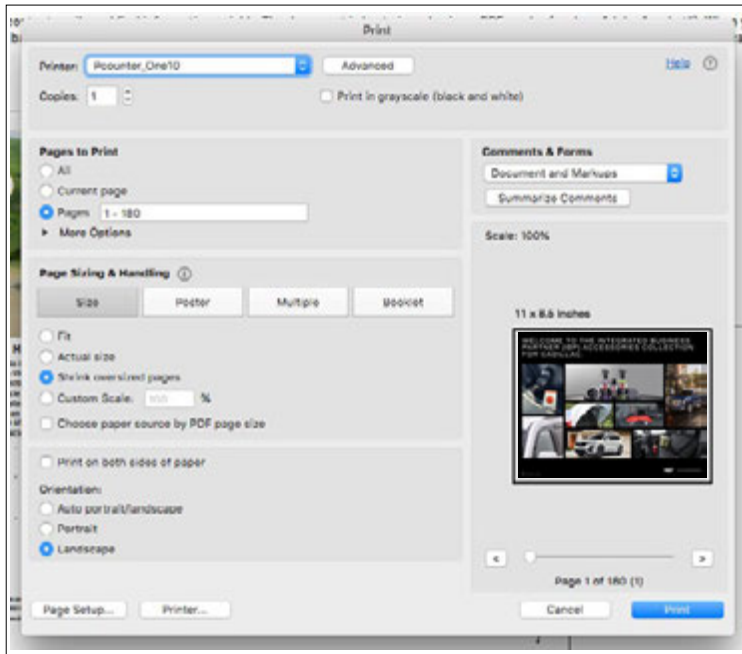 Print
Printer: Pcounter_One10 Advanced Help ?
Copies: 1 Print in grayscale (black and white)
Pages to Print
All
Current page
Pages 1 - 180
More Options
Comments & Forms
Document and Markups
Summarize Comments
Scale: 100%
Page Sizing & Handling
Size Poster Multiple Booklet
Fit
Actual size
Shrink oversized pages
Custom Scale: 100 %
Choose paper source by PDF page size
11 x 8.5 inches
WELCOME TO THE INTEGRATED BUSINESS
PARTNER (IBP) ACCESSORIES COLLECTION
FOR CADILLAC.
Print on both sides of paper
Orientation:
Auto portrait/landscape
Portrait
Landscape
< >
Page 1 of 180 (1)
Page Setup... Printer... Cancel Print